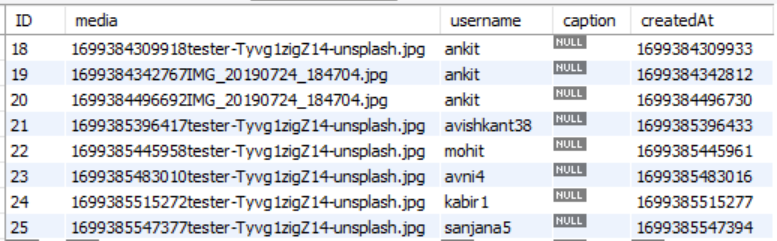 ID media username caption createdAt
18 1699384309918tester-Tyvg1zigZ14-unsplash.jpg ankit NULL 1699384309933
19 1699384342767IMG_20190724_184704.jpg ankit NULL 1699384342812
20 1699384496692IMG_20190724_184704.jpg ankit NULL 1699384496730
21 1699385396417tester-Tyvg1zigZ14-unsplash.jpg avishkant38 NULL 1699385396433
22 1699385445958tester-Tyvg1zigZ14-unsplash.jpg mohit NULL 1699385445961
23 1699385483010tester-Tyvg1zigZ14-unsplash.jpg avni4 NULL 1699385483016
24 1699385515272tester-Tyvg1zigZ14-unsplash.jpg kabir1 NULL 1699385515277
25 1699385547377tester-Tyvg1zigZ14-unsplash.jpg sanjana5 NULL 1699385547394